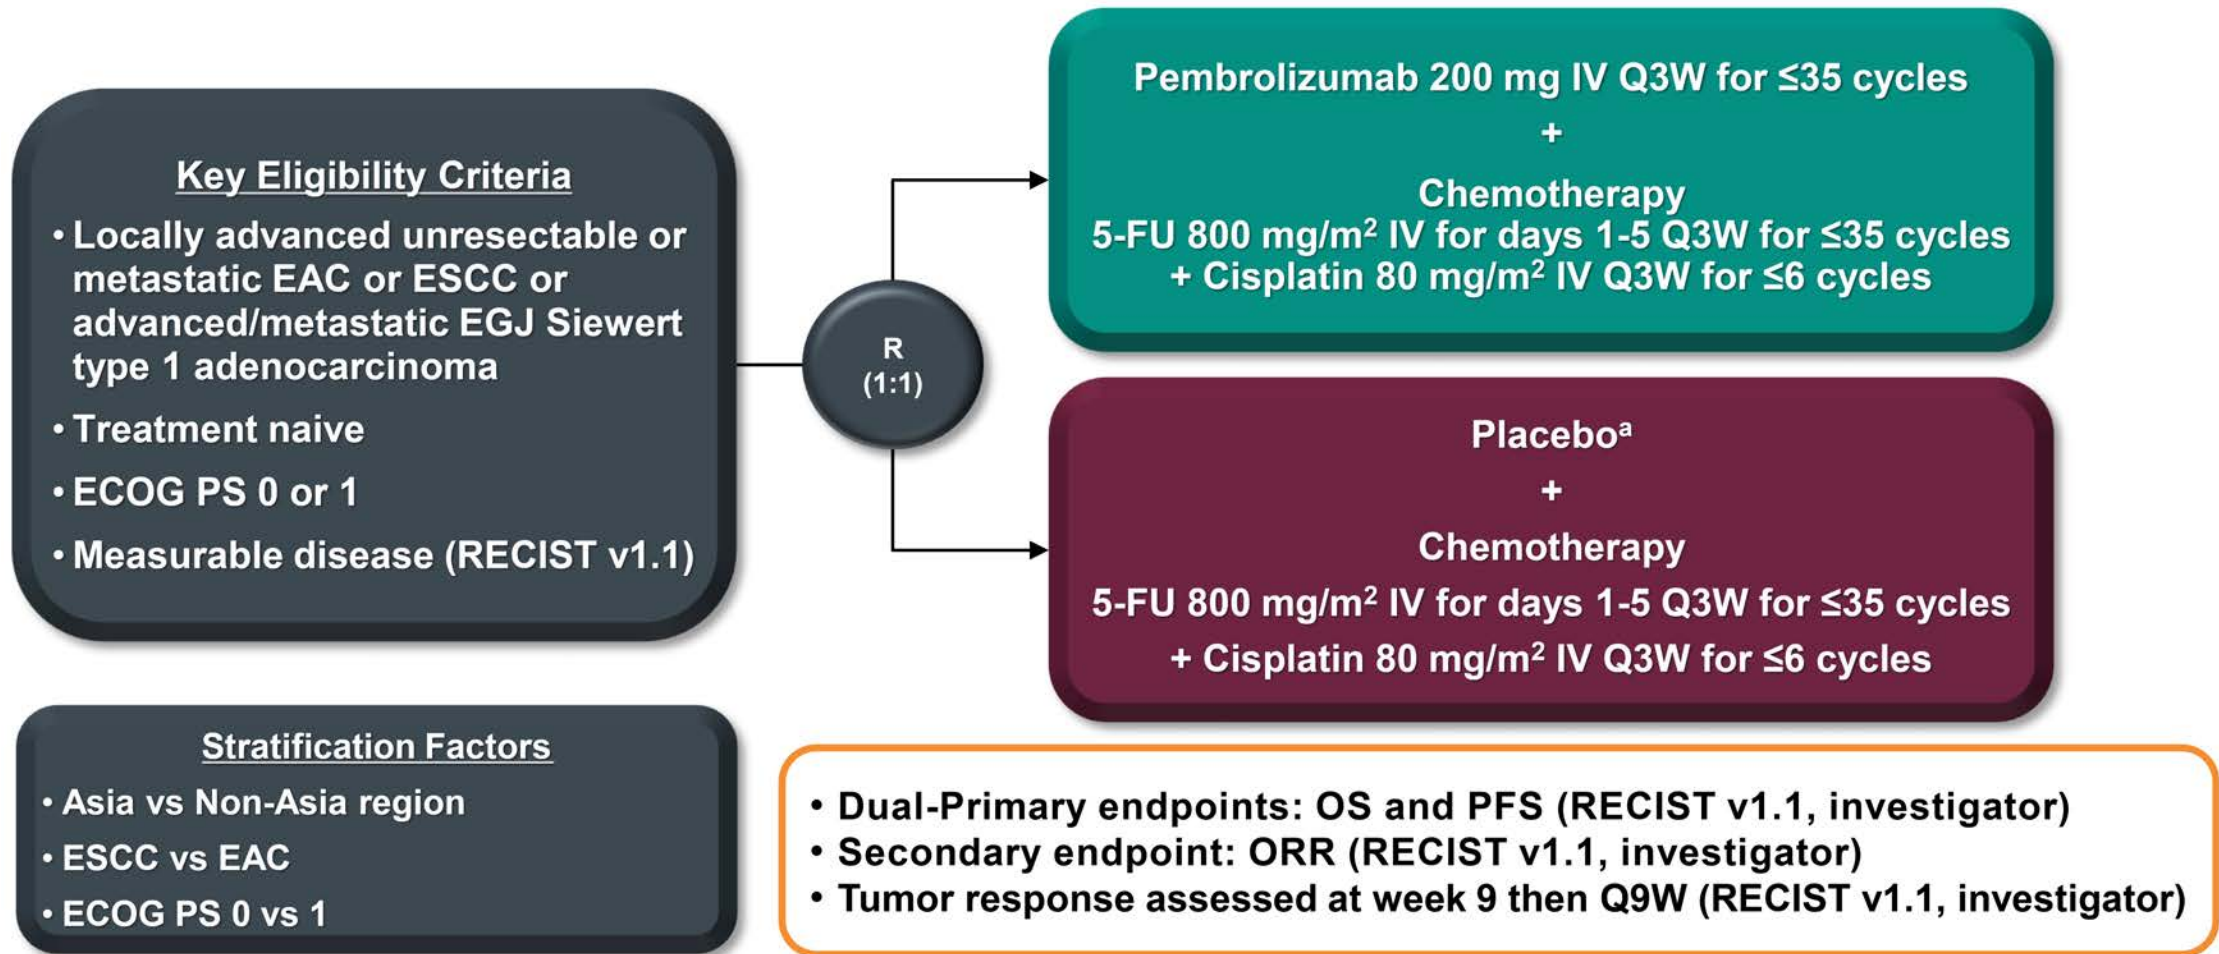 Key Eligibility Criteria
• Locally advanced unresectable or
metastatic EAC or ESCC or
advanced/metastatic EGJ Siewert
type 1 adenocarcinoma
• Treatment naive
• ECOG PS 0 or 1
• Measurable disease (RECIST v1.1)
Stratification Factors
• Asia vs Non-Asia region
• ESCC vs EAC
• ECOG PS 0 vs 1
R
(1:1)
Pembrolizumab 200 mg IV Q3W for ≤35 cycles
+
Chemotherapy
5-FU 800 mg/m² IV for days 1-5 Q3W for ≤35 cycles
+ Cisplatin 80 mg/m² IV Q3W for ≤6 cycles
Placeboᵃ
+
Chemotherapy
5-FU 800 mg/m² IV for days 1-5 Q3W for ≤35 cycles
+ Cisplatin 80 mg/m² IV Q3W for ≤6 cycles
• Dual-Primary endpoints: OS and PFS (RECIST v1.1, investigator)
• Secondary endpoint: ORR (RECIST v1.1, investigator)
• Tumor response assessed at week 9 then Q9W (RECIST v1.1, investigator)